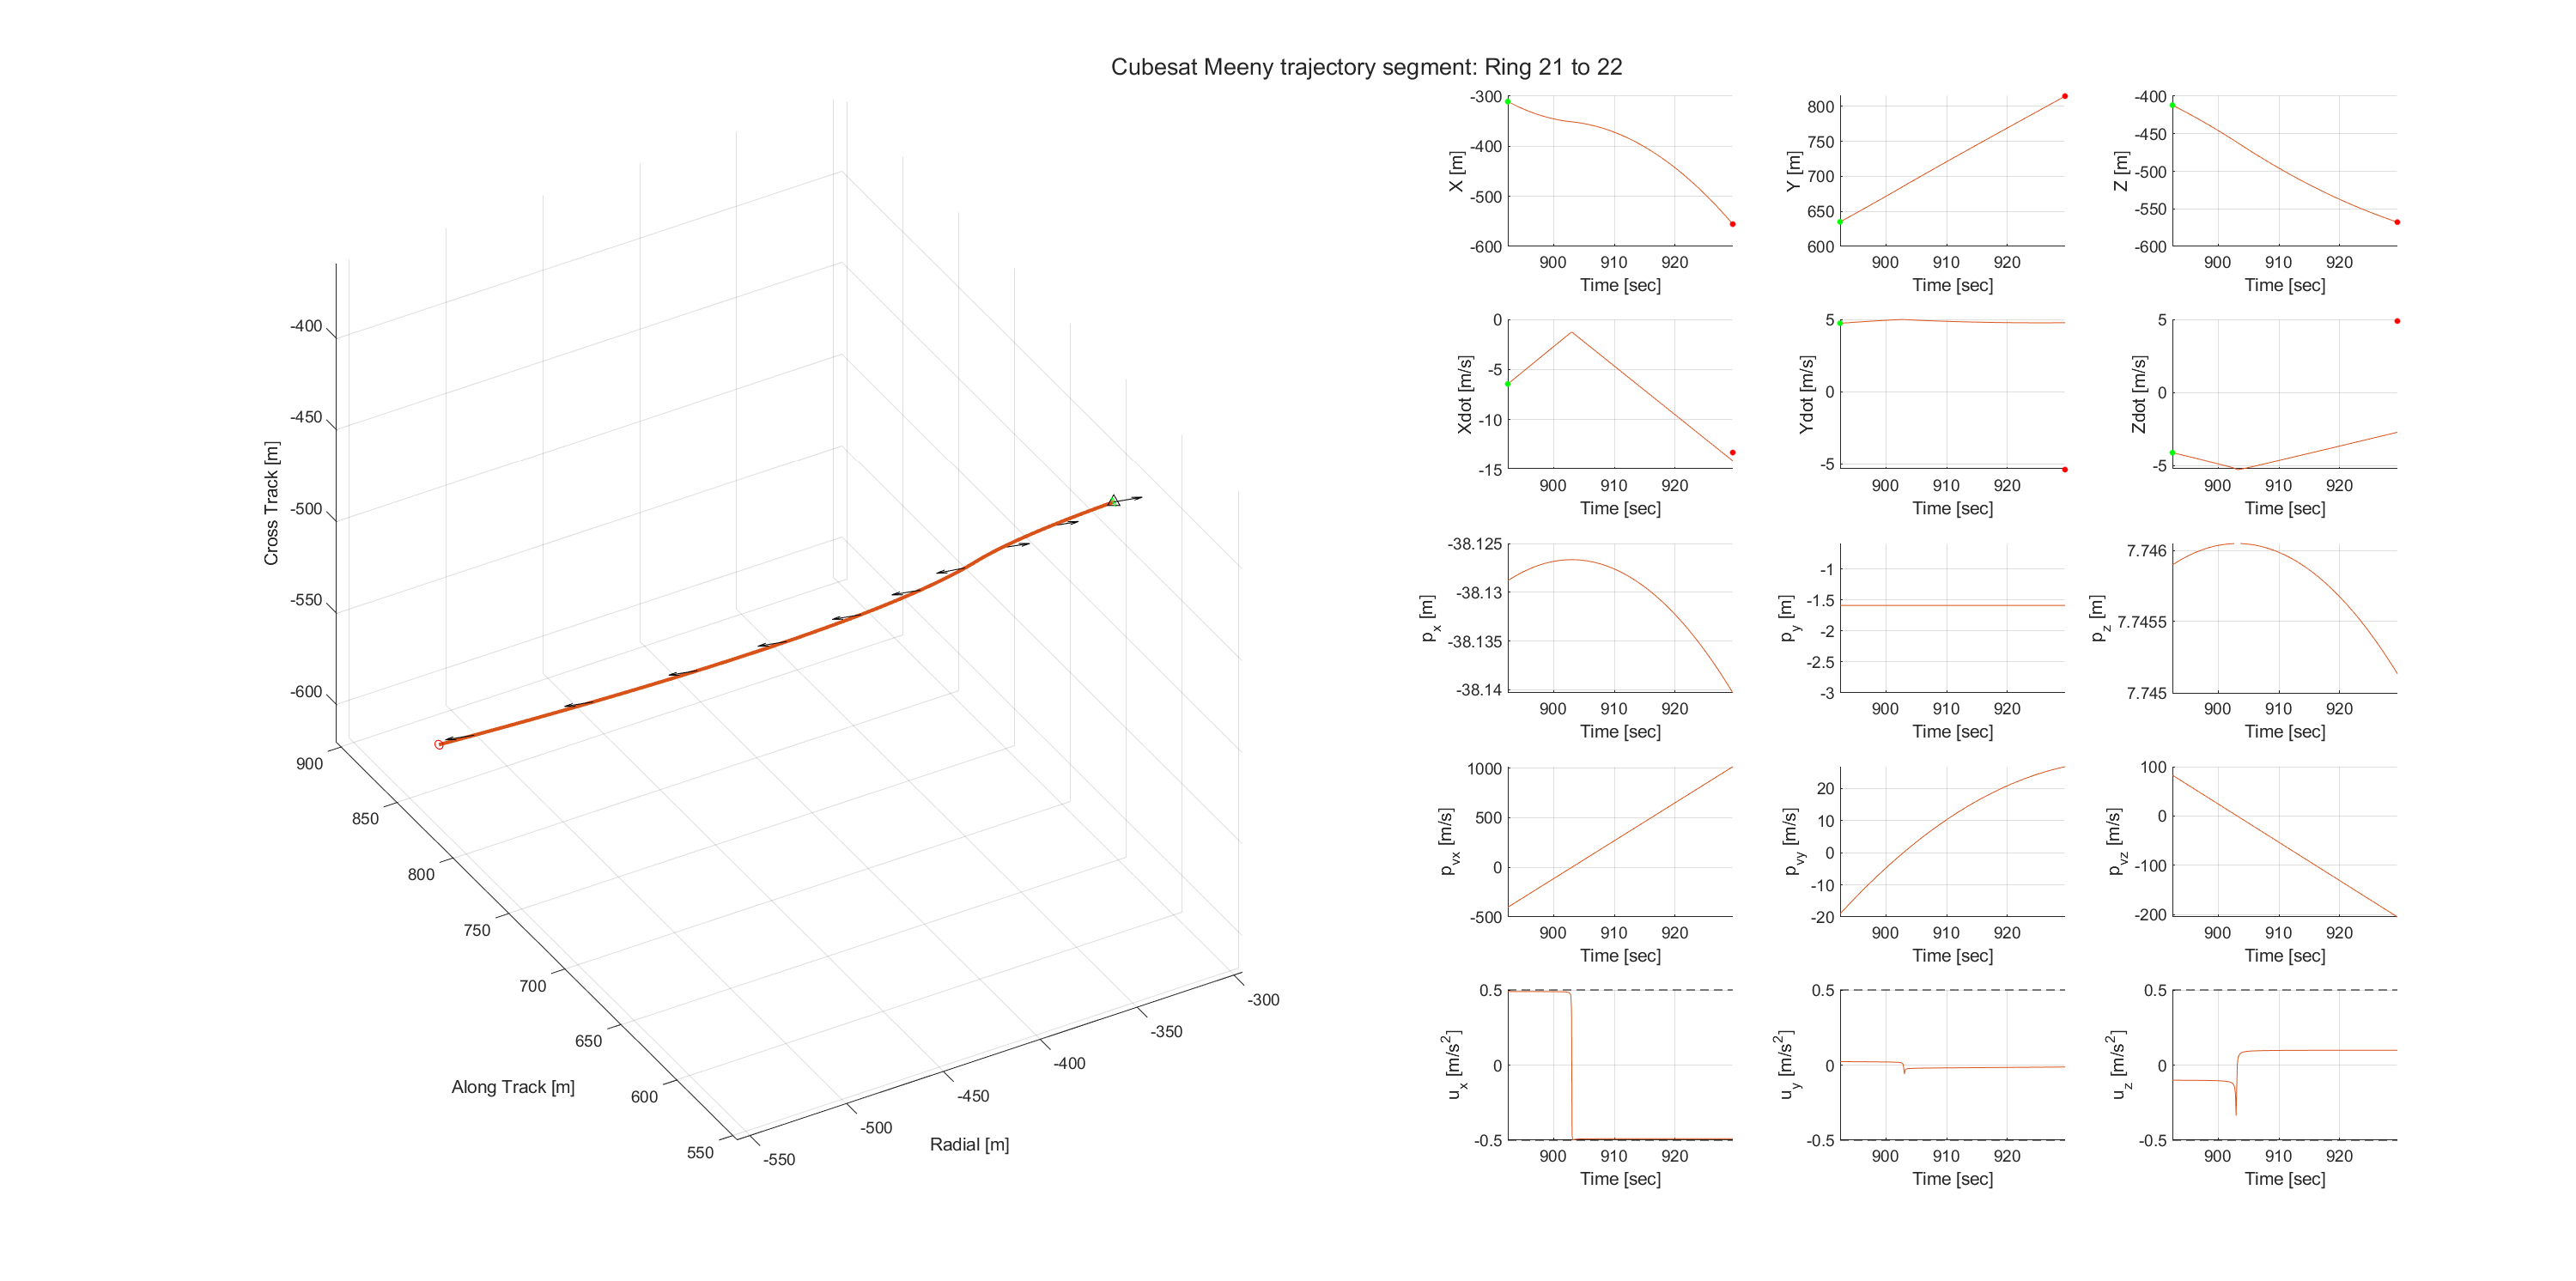 Cubesat Meeny trajectory segment: Ring 21 to 22
Cross Track [m]
-400
-450
-500
-550
-600
Along Track [m]
900
850
800
750
700
650
600
550
Radial [m]
-550
-500
-450
-400
-350
-300
X [m]
-300
-400
-500
-600
900 910 920
Time [sec]
Y [m]
800
750
700
650
600
900 910 920
Time [sec]
Z [m]
-400
-450
-500
-550
-600
900 910 920
Time [sec]
Xdot [m/s]
0
-5
-10
-15
900 910 920
Time [sec]
Ydot [m/s]
5
0
-5
900 910 920
Time [sec]
Zdot [m/s]
5
0
-5
900 910 920
Time [sec]
p_x [m]
-38.125
-38.13
-38.135
-38.14
900 910 920
Time [sec]
p_y [m]
-1
-1.5
-2
-2.5
-3
900 910 920
Time [sec]
p_z [m]
7.746
7.7455
7.745
900 910 920
Time [sec]
p_vx [m/s]
1000
500
0
-500
900 910 920
Time [sec]
p_vy [m/s]
20
10
0
-10
-20
900 910 920
Time [sec]
p_vz [m/s]
100
0
-100
-200
900 910 920
Time [sec]
u_x [m/s²]
0.5
0
-0.5
900 910 920
Time [sec]
u_y [m/s²]
0.5
0
-0.5
900 910 920
Time [sec]
u_z [m/s²]
0.5
0
-0.5
900 910 920
Time [sec]